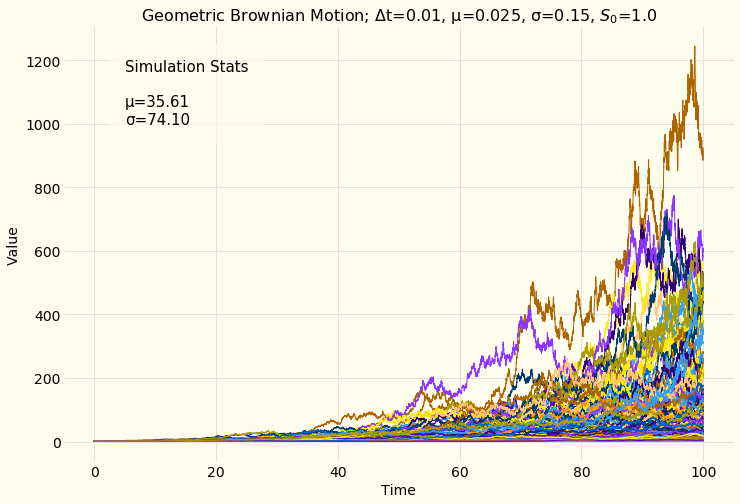 Geometric Brownian Motion; Δt=0.01, μ=0.025, σ=0.15, S₀=1.0
1200
1000
800
600
400
200
0
Value
Simulation Stats
μ=35.61
σ=74.10
0 20 40 60 80 100
Time